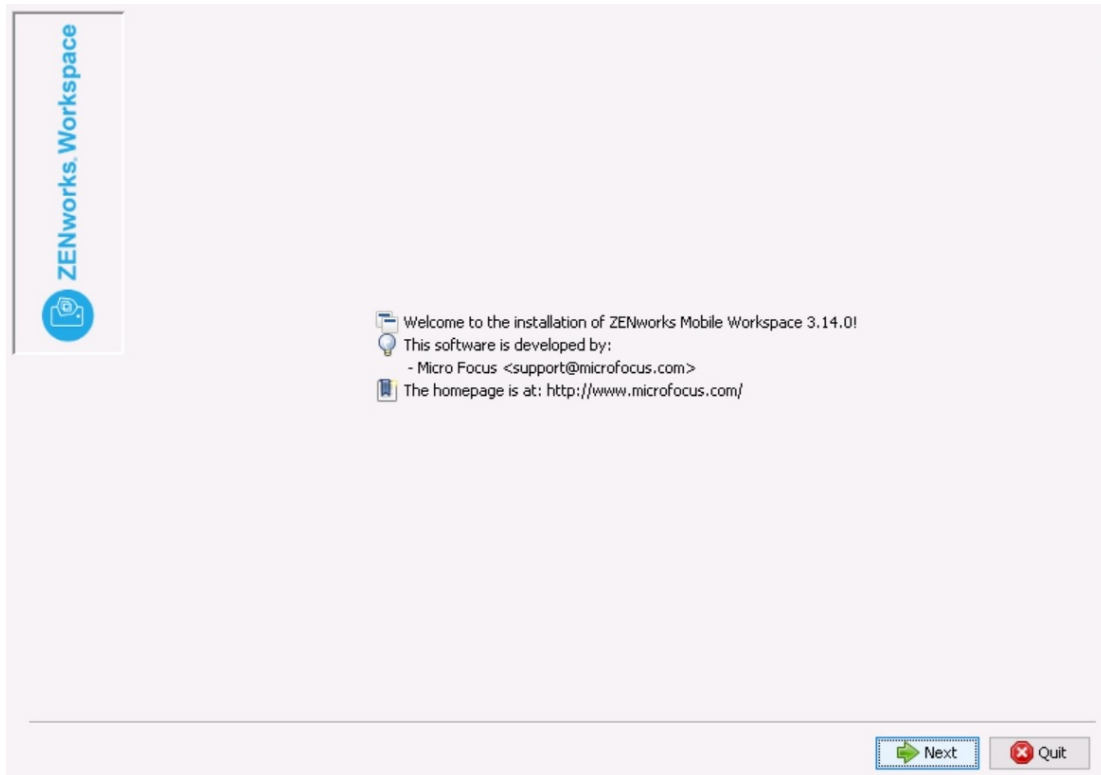 ZENworks. Workspace
Welcome to the installation of ZENworks Mobile Workspace 3.14.0!
This software is developed by:
- Micro Focus <support@microfocus.com>
The homepage is at: http://www.microfocus.com/
Next
Quit